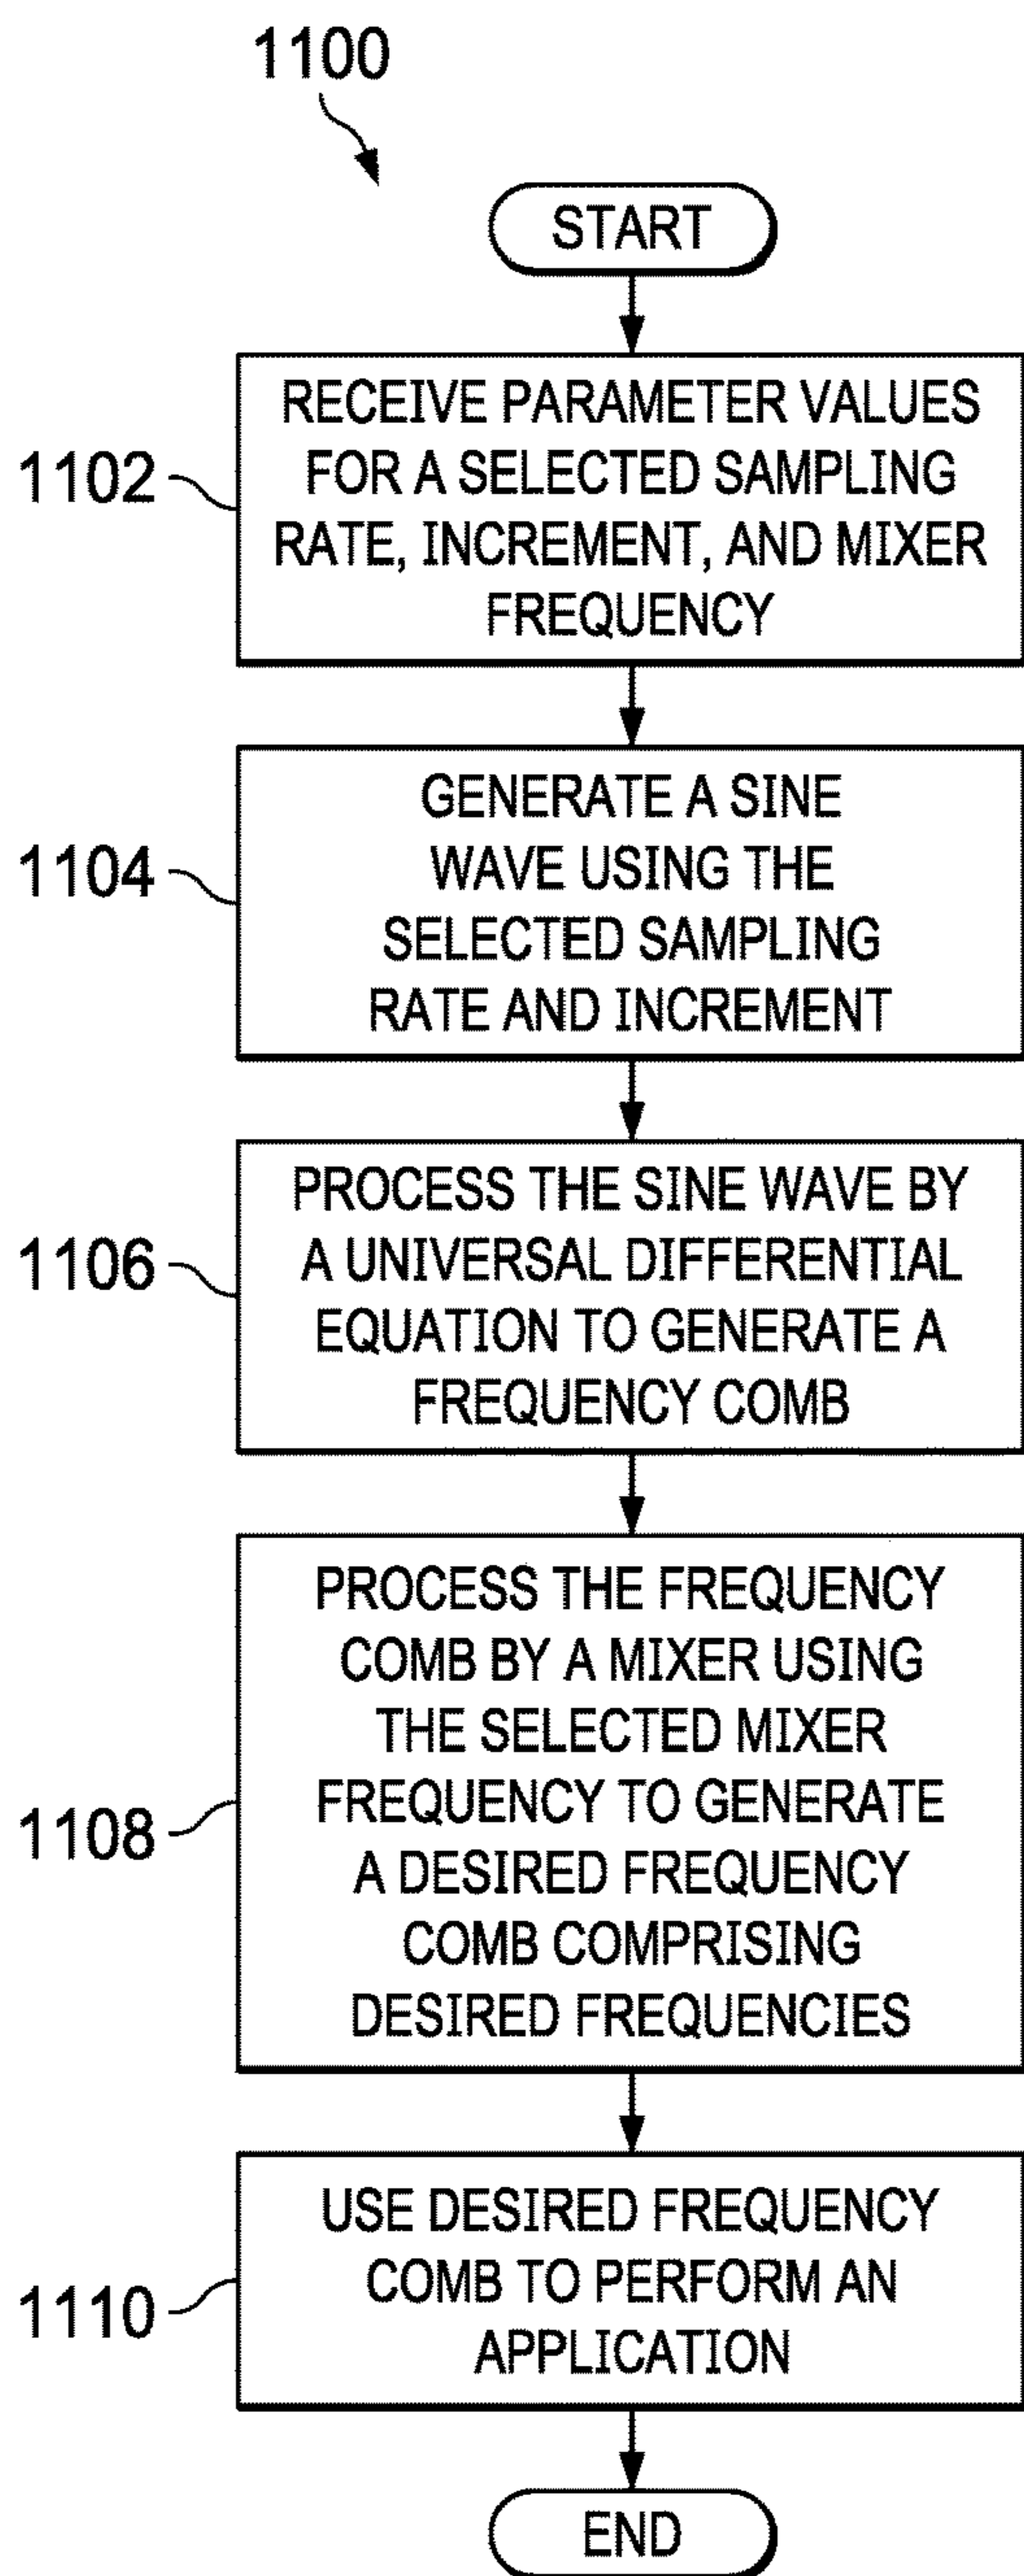 1100
START
1102
RECEIVE PARAMETER VALUES
FOR A SELECTED SAMPLING
RATE, INCREMENT, AND MIXER
FREQUENCY
1104
GENERATE A SINE
WAVE USING THE
SELECTED SAMPLING
RATE AND INCREMENT
1106
PROCESS THE SINE WAVE BY
A UNIVERSAL DIFFERENTIAL
EQUATION TO GENERATE A
FREQUENCY COMB
1108
PROCESS THE FREQUENCY
COMB BY A MIXER USING
THE SELECTED MIXER
FREQUENCY TO GENERATE
A DESIRED FREQUENCY
COMB COMPRISING
DESIRED FREQUENCIES
1110
USE DESIRED FREQUENCY
COMB TO PERFORM AN
APPLICATION
END